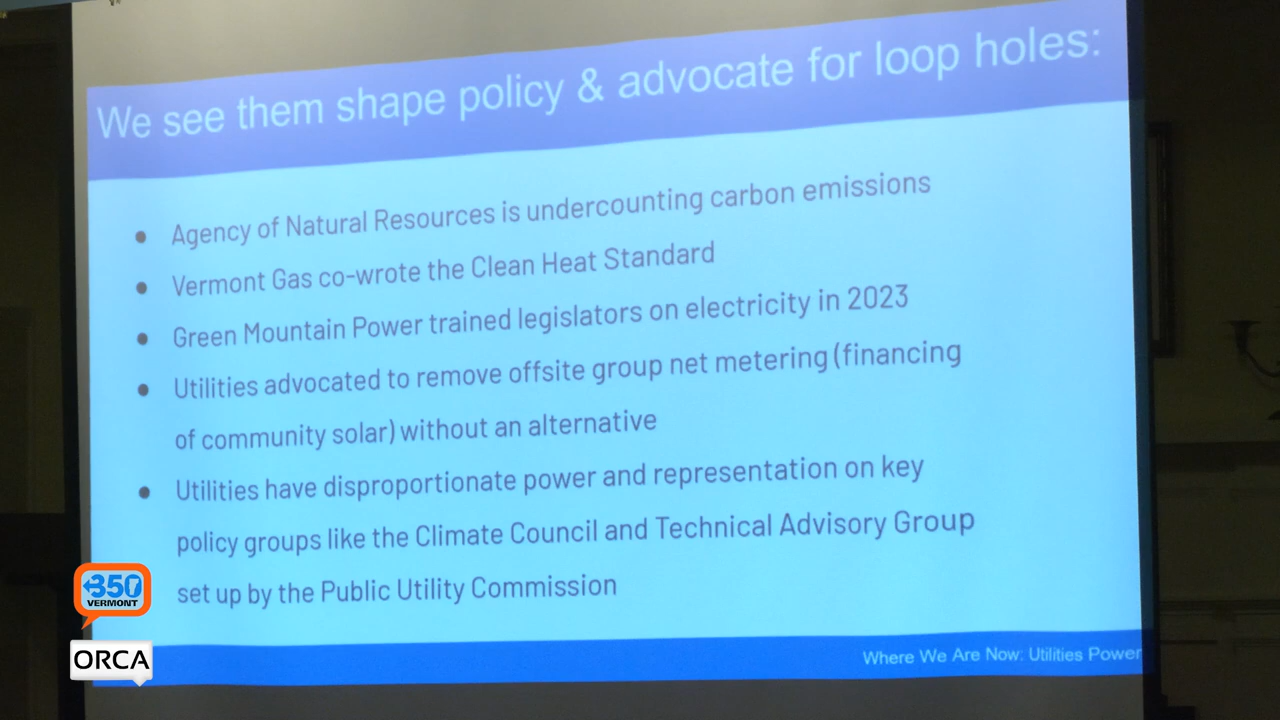 We see them shape policy & advocate for loop holes:
● Agency of Natural Resources is undercounting carbon emissions
● Vermont Gas co-wrote the Clean Heat Standard
● Green Mountain Power trained legislators on electricity in 2023
● Utilities advocated to remove offsite group net metering (financing
of community solar) without an alternative
● Utilities have disproportionate power and representation on key
policy groups like the Climate Council and Technical Advisory Group
set up by the Public Utility Commission
350
VERMONT
ORCA
Where We Are Now: Utilities Power